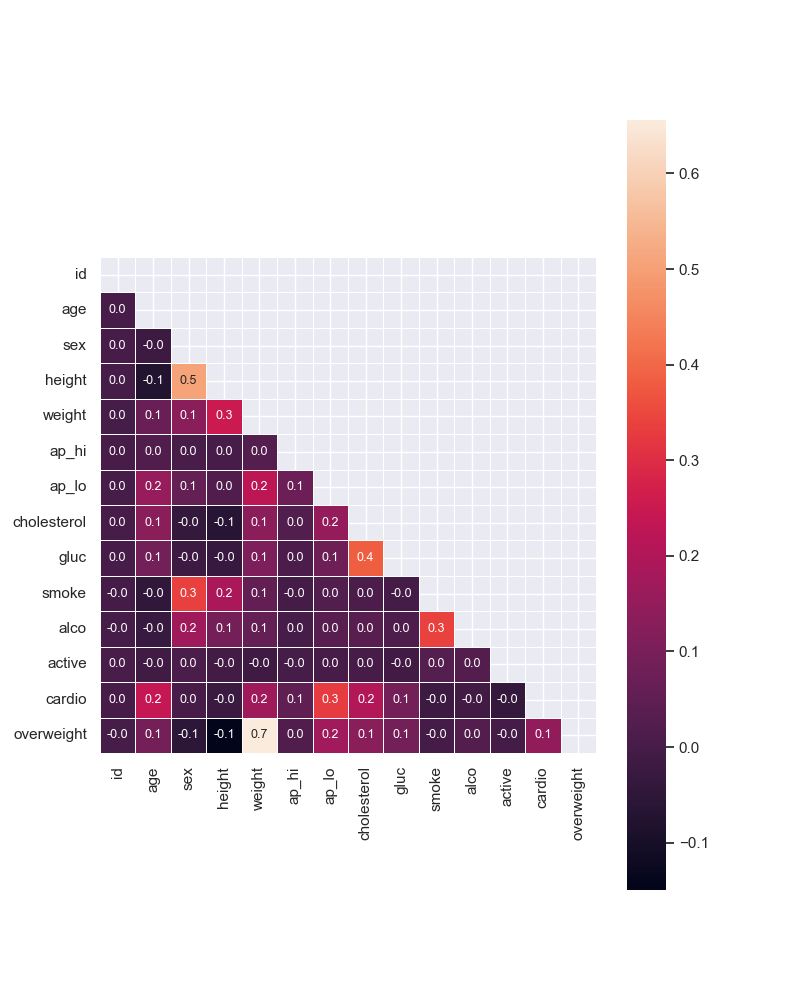 0.6
0.5
0.4
0.3
0.2
0.1
0.0
−0.1
id
age 0.0
sex 0.0 -0.0
height 0.0 -0.1 0.5
weight 0.0 0.1 0.1 0.3
ap_hi 0.0 0.0 0.0 0.0 0.0
ap_lo 0.0 0.2 0.1 0.0 0.2 0.1
cholesterol 0.0 0.1 -0.0 -0.1 0.1 0.0 0.2
gluc 0.0 0.1 -0.0 -0.0 0.1 0.0 0.1 0.4
smoke -0.0 -0.0 0.3 0.2 0.1 -0.0 0.0 0.0 -0.0
alco -0.0 -0.0 0.2 0.1 0.1 0.0 0.0 0.0 0.0 0.3
active 0.0 -0.0 0.0 -0.0 -0.0 -0.0 0.0 0.0 -0.0 0.0 0.0
cardio 0.0 0.2 0.0 -0.0 0.2 0.1 0.3 0.2 0.1 -0.0 -0.0 -0.0
overweight -0.0 0.1 -0.1 -0.1 0.7 0.0 0.2 0.1 0.1 -0.0 0.0 -0.0 0.1
id age sex height weight ap_hi ap_lo cholesterol gluc smoke alco active cardio overweight